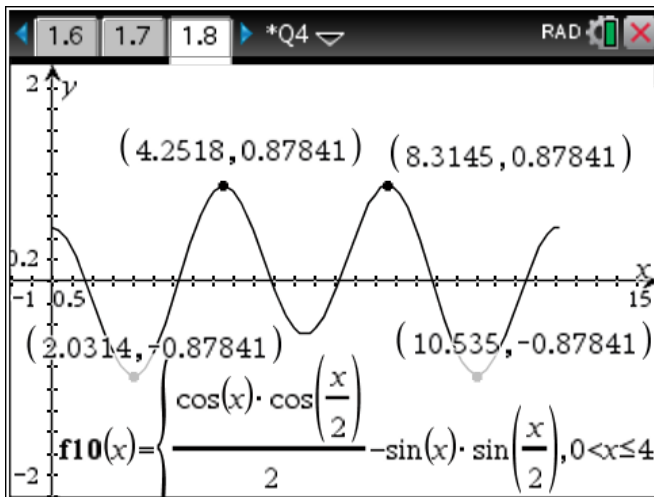 1.6 1.7 1.8 *Q4 RAD
2 y
(4.2518,0.87841) (8.3145,0.87841)
0.2 x
-1 0.5 15
(2.0314,-0.87841) (10.535,-0.87841)
f10(x)={cos(x)·cos(x/2)/2-sin(x)·sin(x/2),0<x≤4
-2